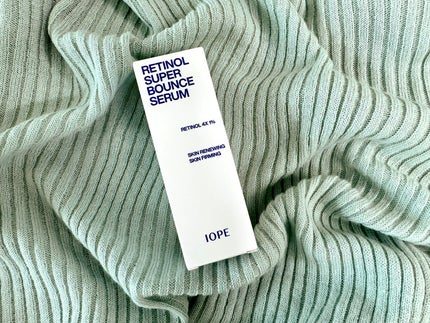 RETINOL
SUPER
BOUNCE
SERUM
RETINOL 4X 1%
SKIN RENEWING
SKIN FIRMING
IOPE